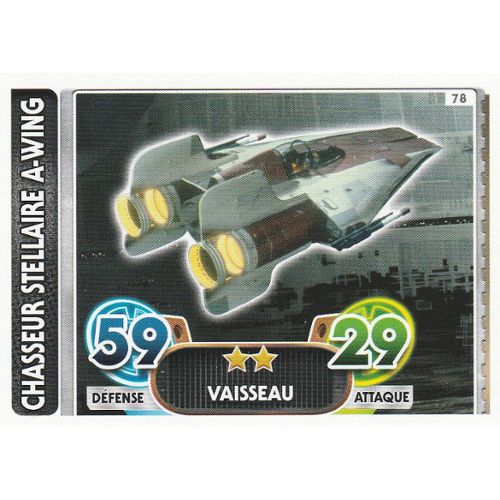 CHASSEUR STELLAIRE A-WING
78
59
DÉFENSE
VAISSEAU
29
ATTAQUE